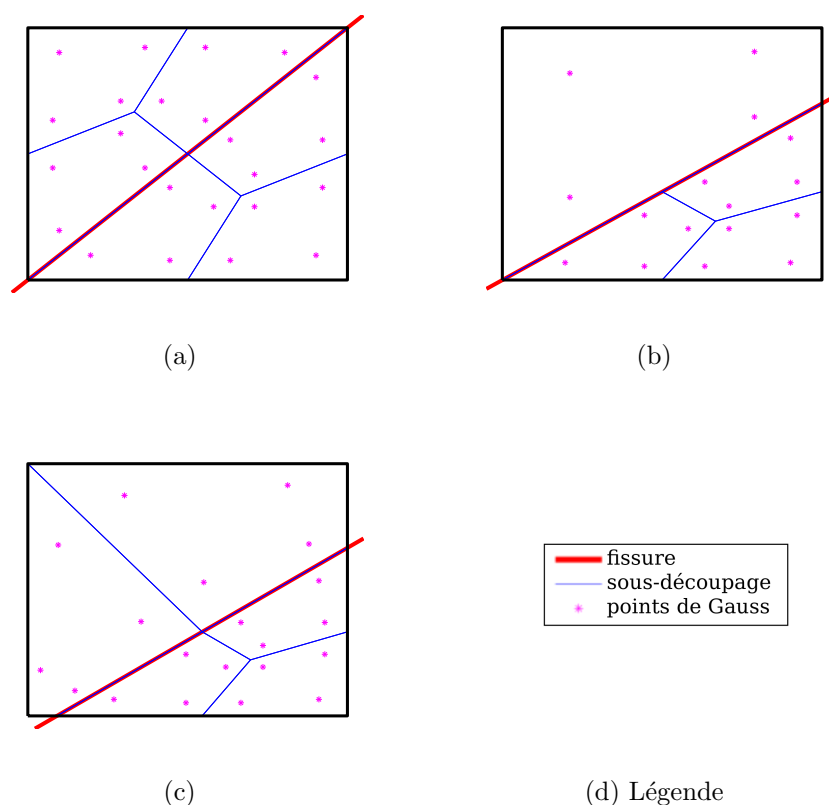 (a)
(b)
fissure
sous-découpage
points de Gauss
(c)
(d) Légende